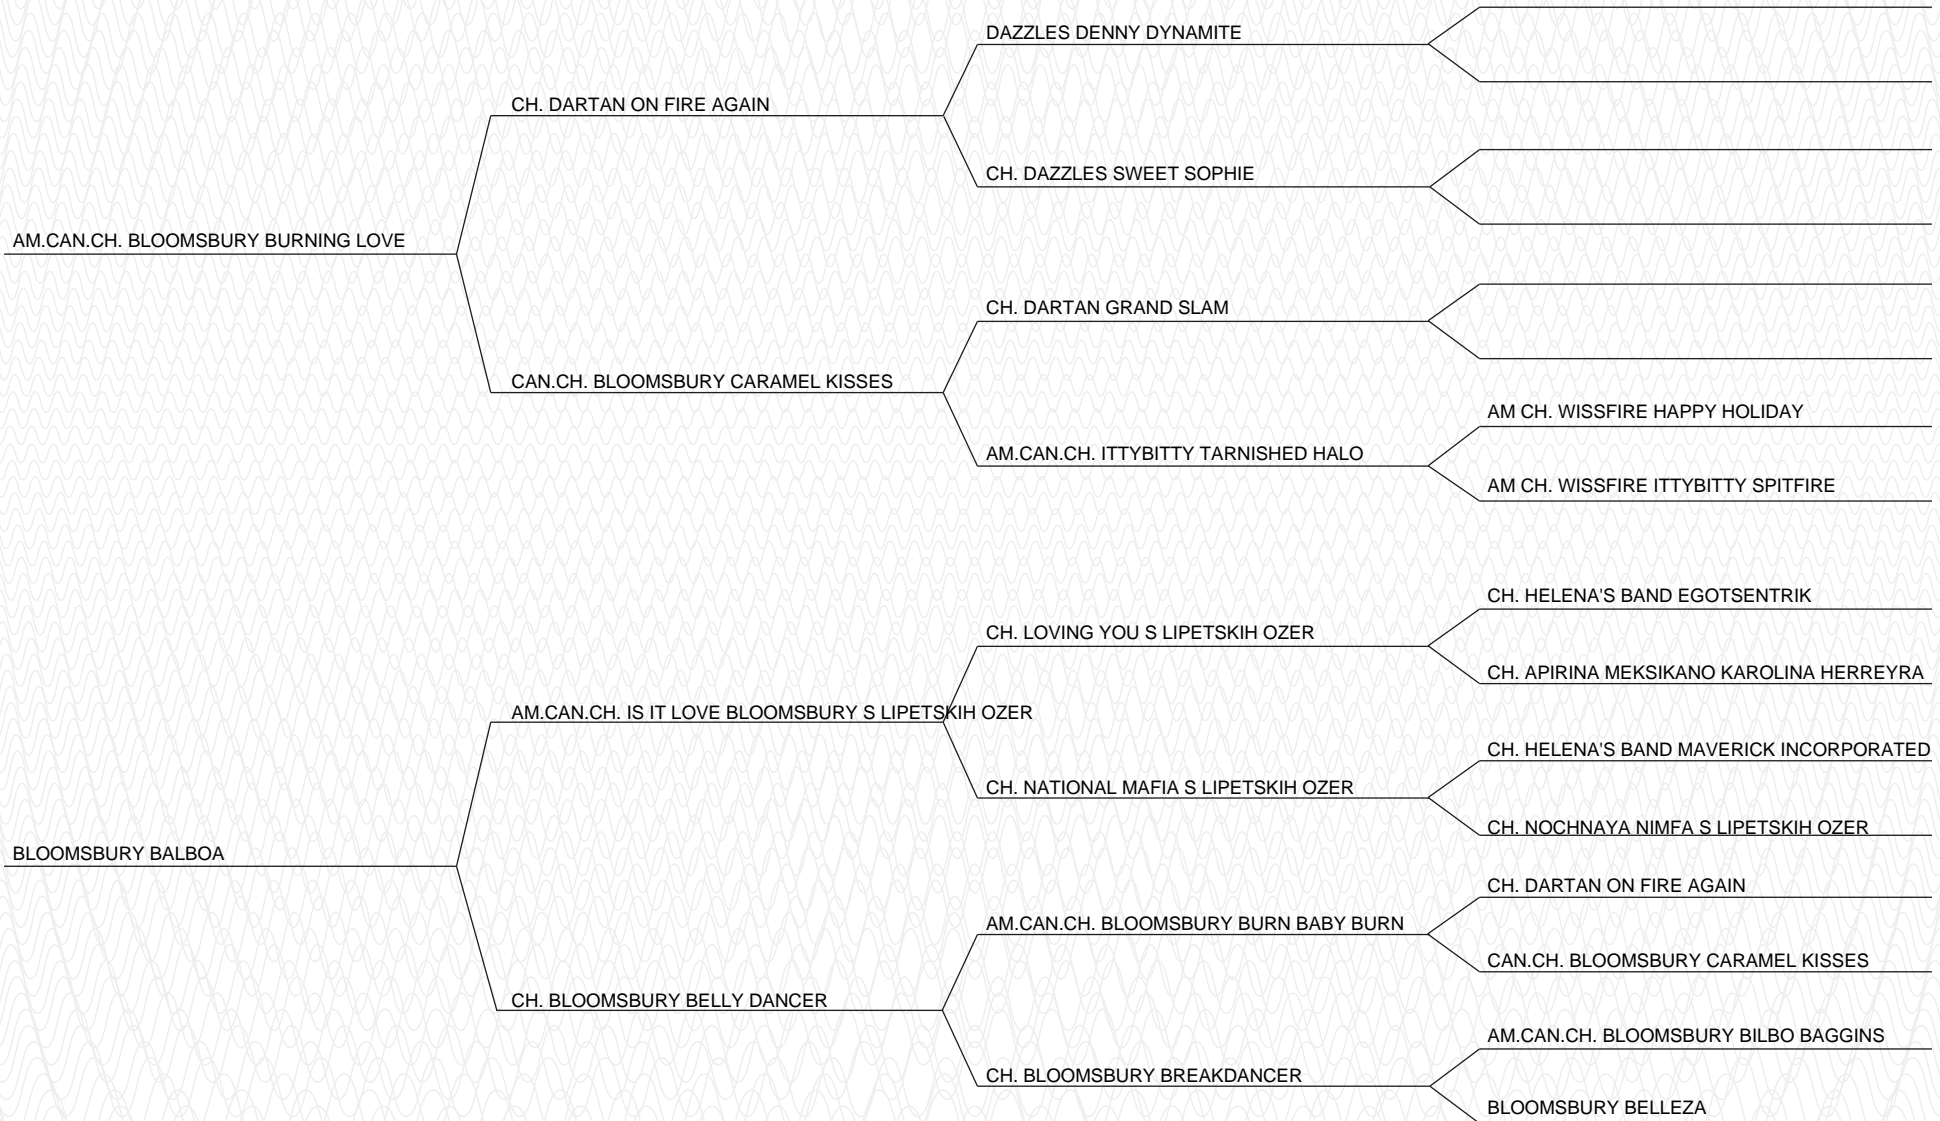 DAZZLES DENNY DYNAMITE
CH. DARTAN ON FIRE AGAIN
CH. DAZZLES SWEET SOPHIE
AM.CAN.CH. BLOOMSBURY BURNING LOVE
CH. DARTAN GRAND SLAM
CAN.CH. BLOOMSBURY CARAMEL KISSES
AM CH. WISSFIRE HAPPY HOLIDAY
AM.CAN.CH. ITTYBITTY TARNISHED HALO
AM CH. WISSFIRE ITTYBITTY SPITFIRE
CH. HELENA'S BAND EGOTSENTRIK
CH. LOVING YOU S LIPETSKIH OZER
CH. APIRINA MEKSIKANO KAROLINA HERREYRA
AM.CAN.CH. IS IT LOVE BLOOMSBURY S LIPETSKIH OZER
CH. HELENA'S BAND MAVERICK INCORPORATED
CH. NATIONAL MAFIA S LIPETSKIH OZER
CH. NOCHNAYA NIMFA S LIPETSKIH OZER
BLOOMSBURY BALBOA
CH. DARTAN ON FIRE AGAIN
AM.CAN.CH. BLOOMSBURY BURN BABY BURN
CAN.CH. BLOOMSBURY CARAMEL KISSES
CH. BLOOMSBURY BELLY DANCER
AM.CAN.CH. BLOOMSBURY BILBO BAGGINS
CH. BLOOMSBURY BREAKDANCER
BLOOMSBURY BELLEZA